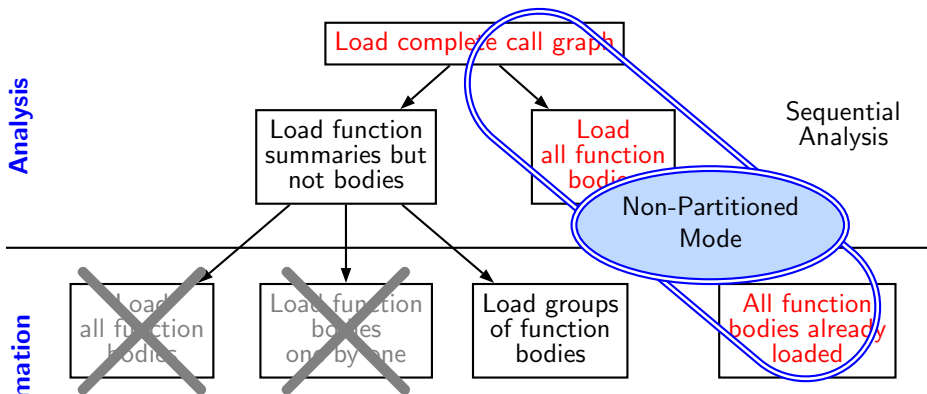 Load complete call graph
Analysis
Load function
summaries but
not bodies
Load
all function
bodies
Sequential
Analysis
Non-Partitioned
Mode
Load
all function
bodies
Load function
bodies
one by one
Load groups
of function
bodies
All function
bodies already
loaded
mation